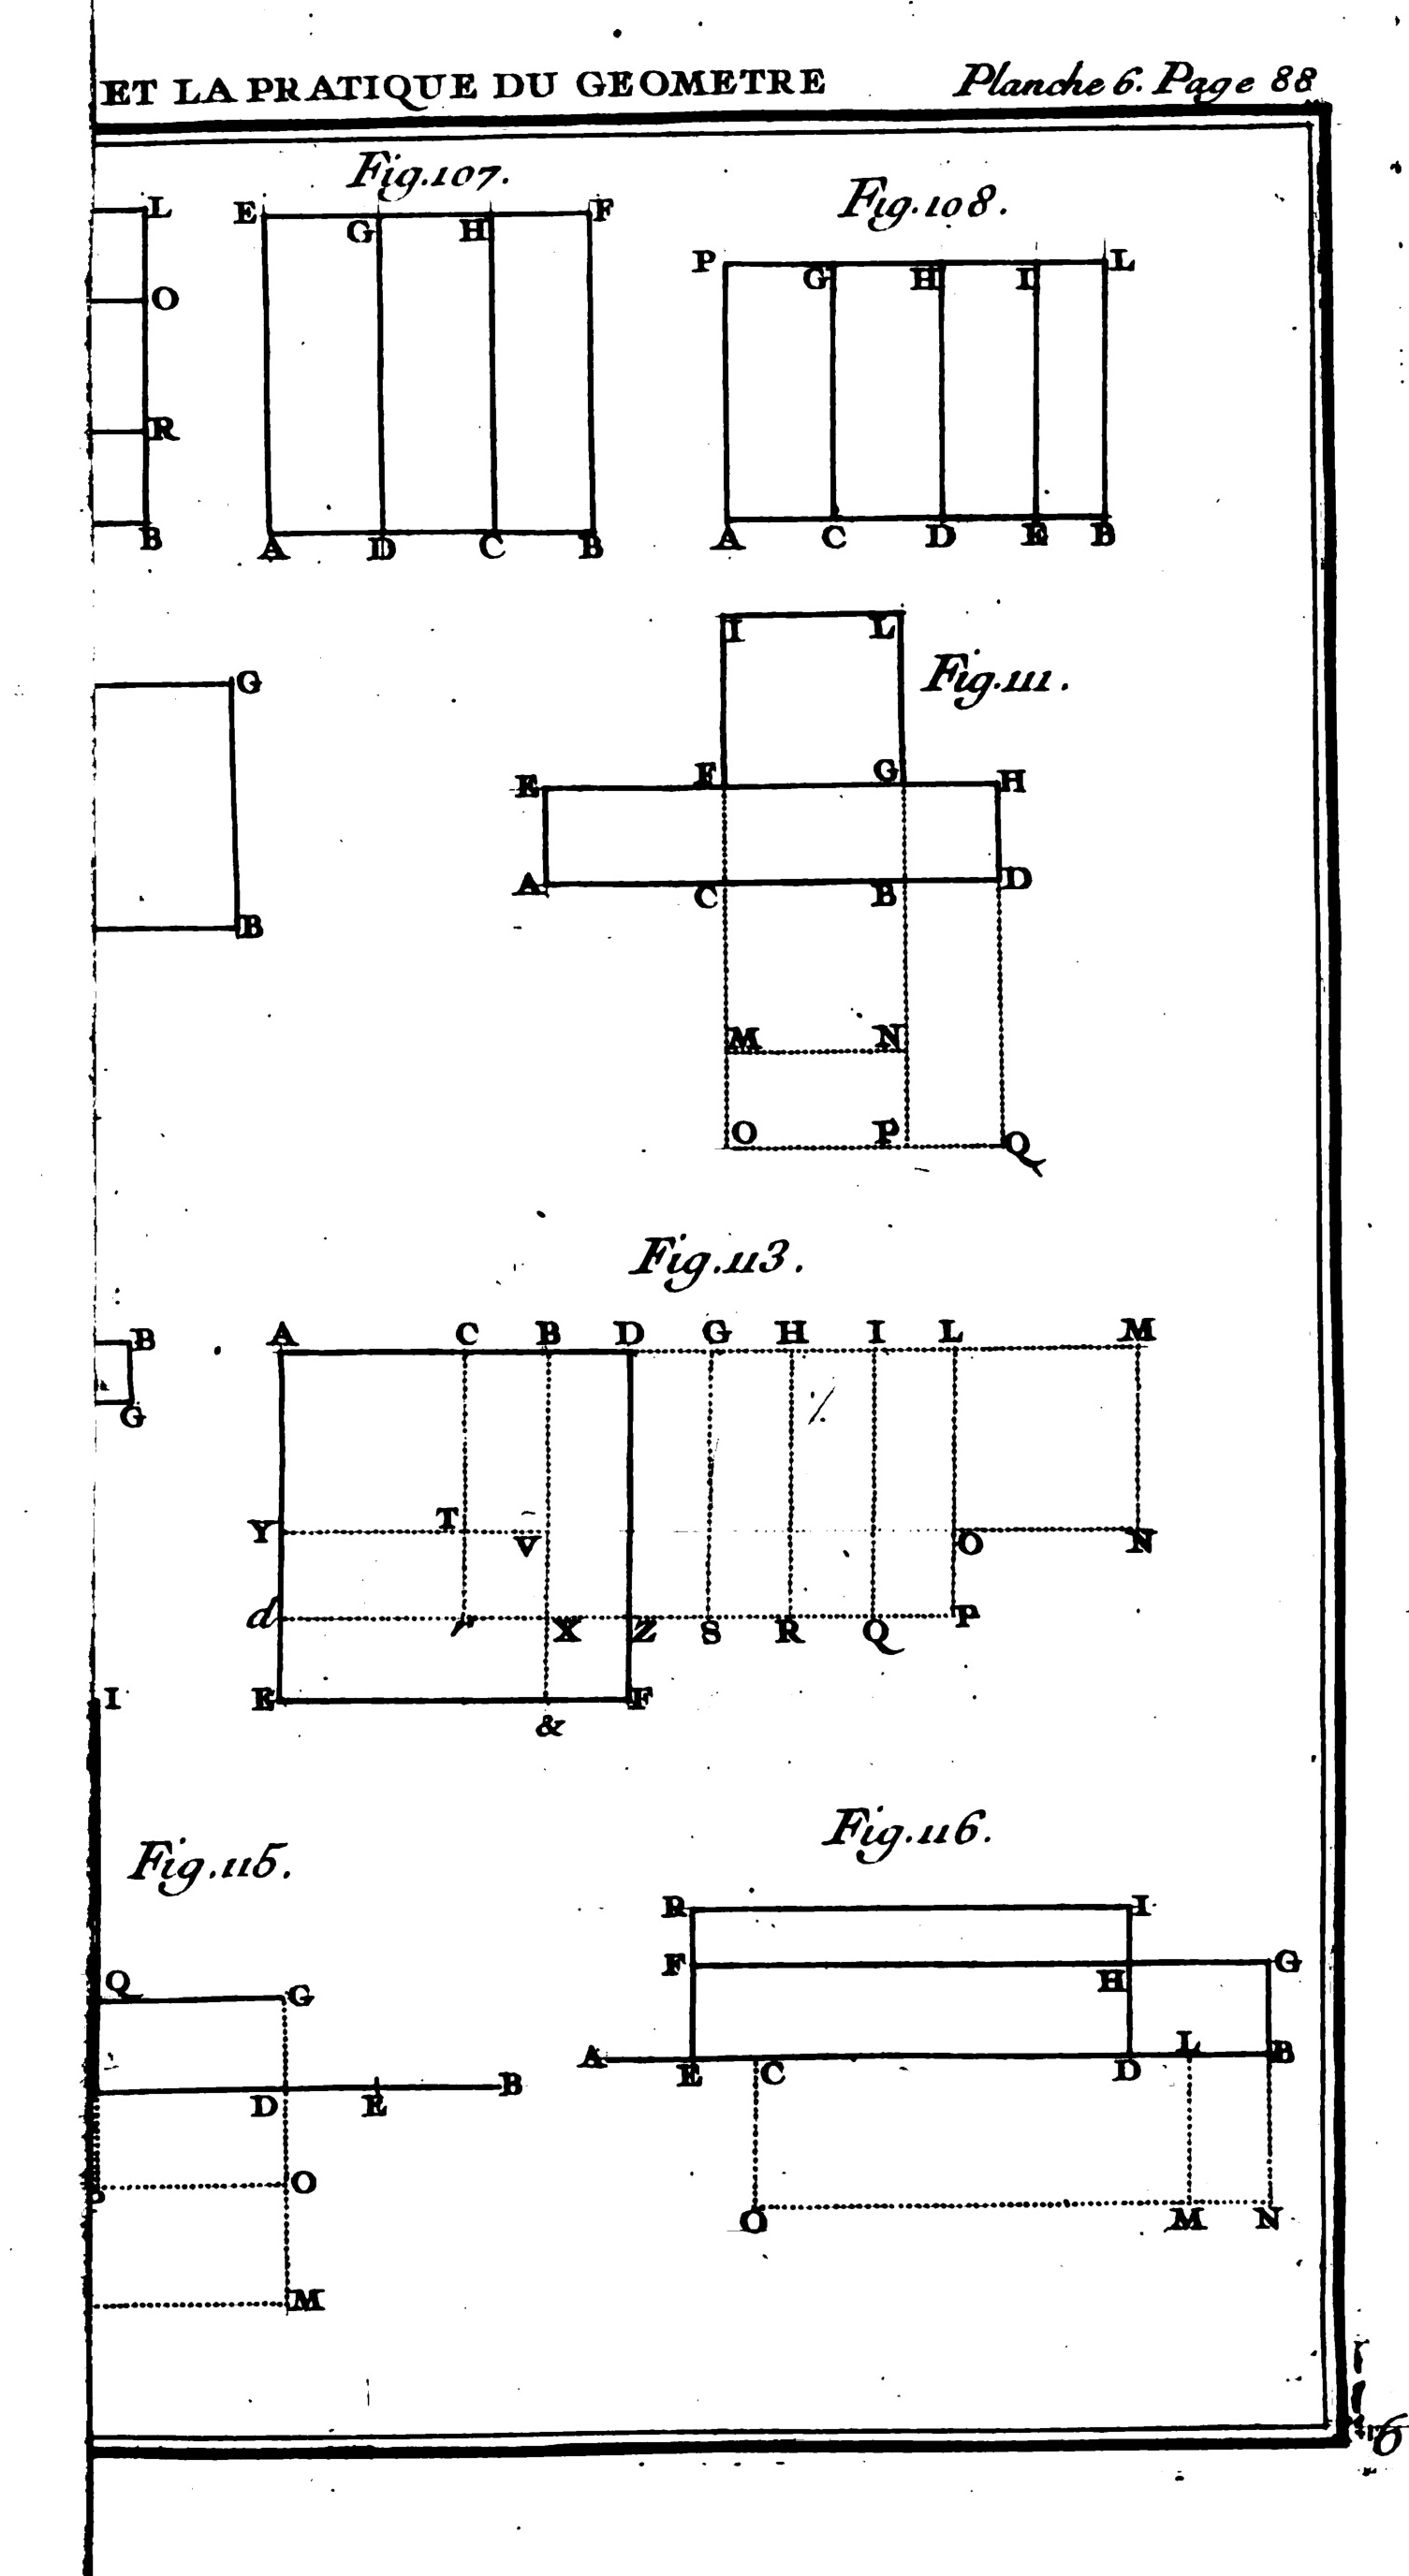 ET LA PRATIQUE DU GEOMETRE Planche 6. Page 88
Fig. 107.
E G H F
A D C B
Fig. 108.
P G H I L
A C D E B
L
O
R
B
Fig. 111.
I L
E F G H
A C B D
M N
O P Q
G
B
Fig. 113.
A C B D G H I L M
Y T V O N
d r X Z S R Q P
E & F
B
G
I
Fig. 115.
Q G
D E B
O
M
Fig. 116.
R I
F H G
A E C D L B
O M N
6